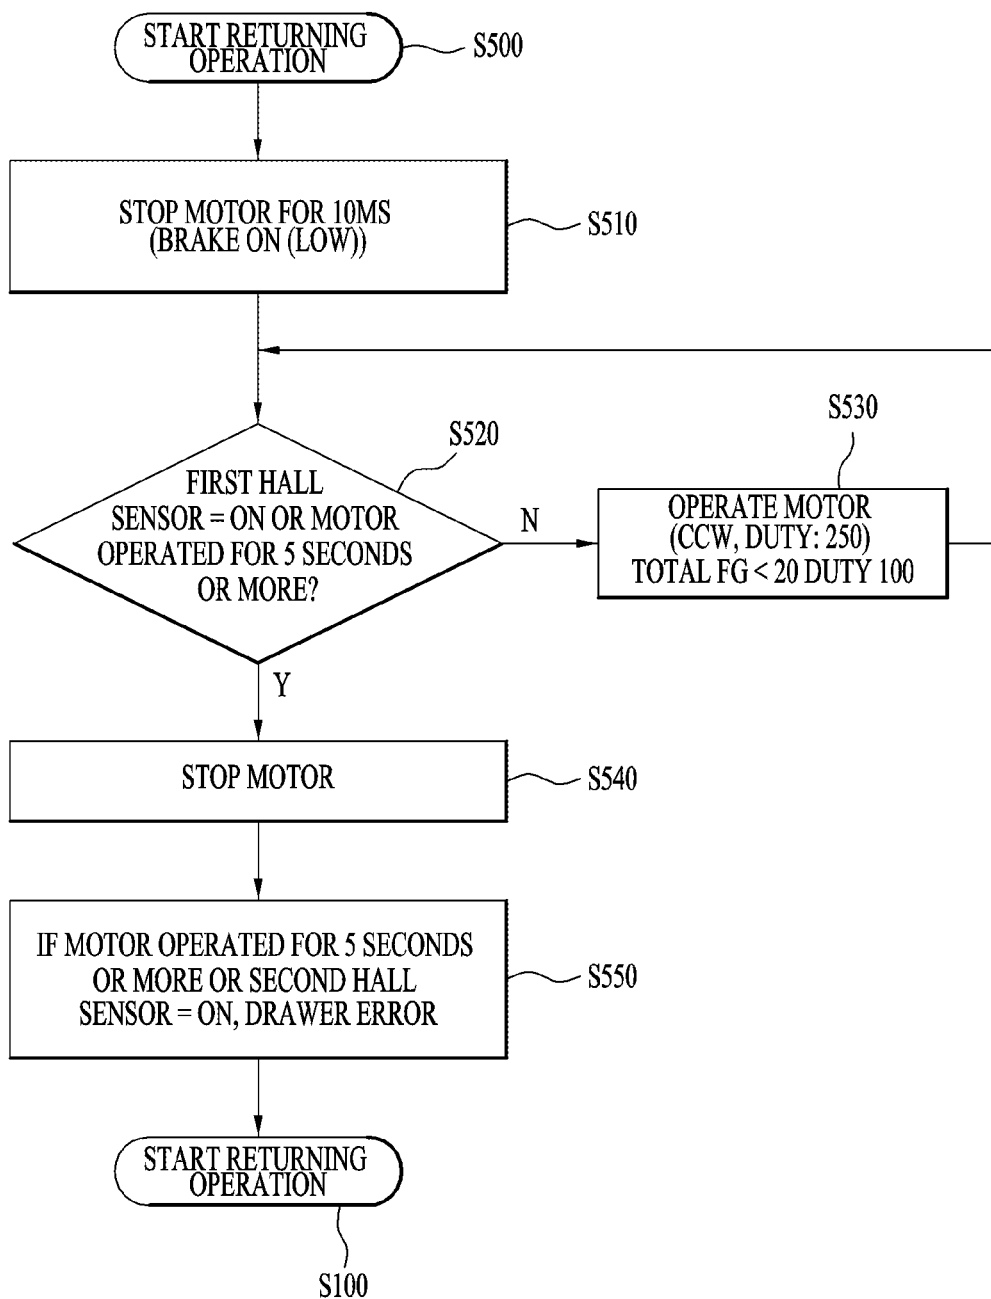 START RETURNING
OPERATION
S500
STOP MOTOR FOR 10MS
(BRAKE ON (LOW))
S510
S520
FIRST HALL
SENSOR = ON OR MOTOR
OPERATED FOR 5 SECONDS
OR MORE?
N
Y
S530
OPERATE MOTOR
(CCW, DUTY: 250)
TOTAL FG < 20 DUTY 100
STOP MOTOR
S540
IF MOTOR OPERATED FOR 5 SECONDS
OR MORE OR SECOND HALL
SENSOR = ON, DRAWER ERROR
S550
START RETURNING
OPERATION
S100